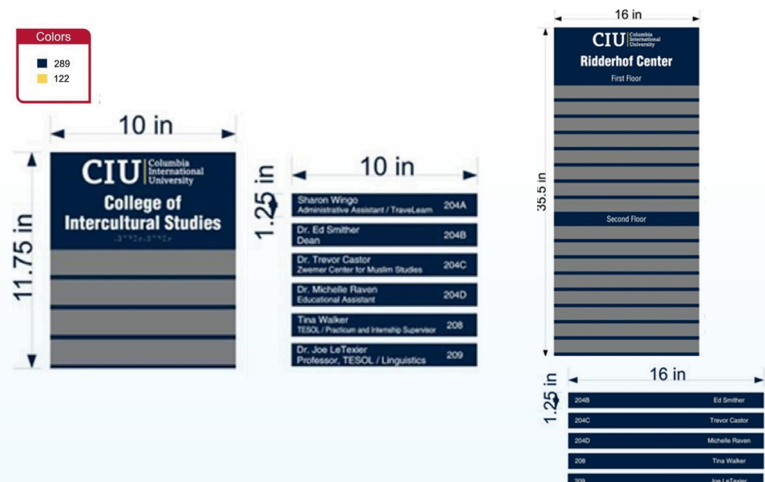 Colors
289
122
10 in
11.75 in
CIU Columbia
International
University
College of
Intercultural Studies
10 in
1.25 in
Sharon Wingo
Administrative Assistant / TraveLearn
204A
Dr. Ed Smither
Dean
204B
Dr. Trevor Castor
Zwemer Center for Muslim Studies
204C
Dr. Michelle Raven
Educational Assistant
204D
Tina Walker
TESOL / Practicum and Internship Supervisor
208
Dr. Joe LeTexier
Professor, TESOL / Linguistics
209
16 in
35.5 in
CIU Columbia
International
University
Ridderhof Center
First Floor
Second Floor
16 in
1.25 in
204B Ed Smither
204C Trevor Castor
204D Michelle Raven
208 Tina Walker
209 Joe LeTexier